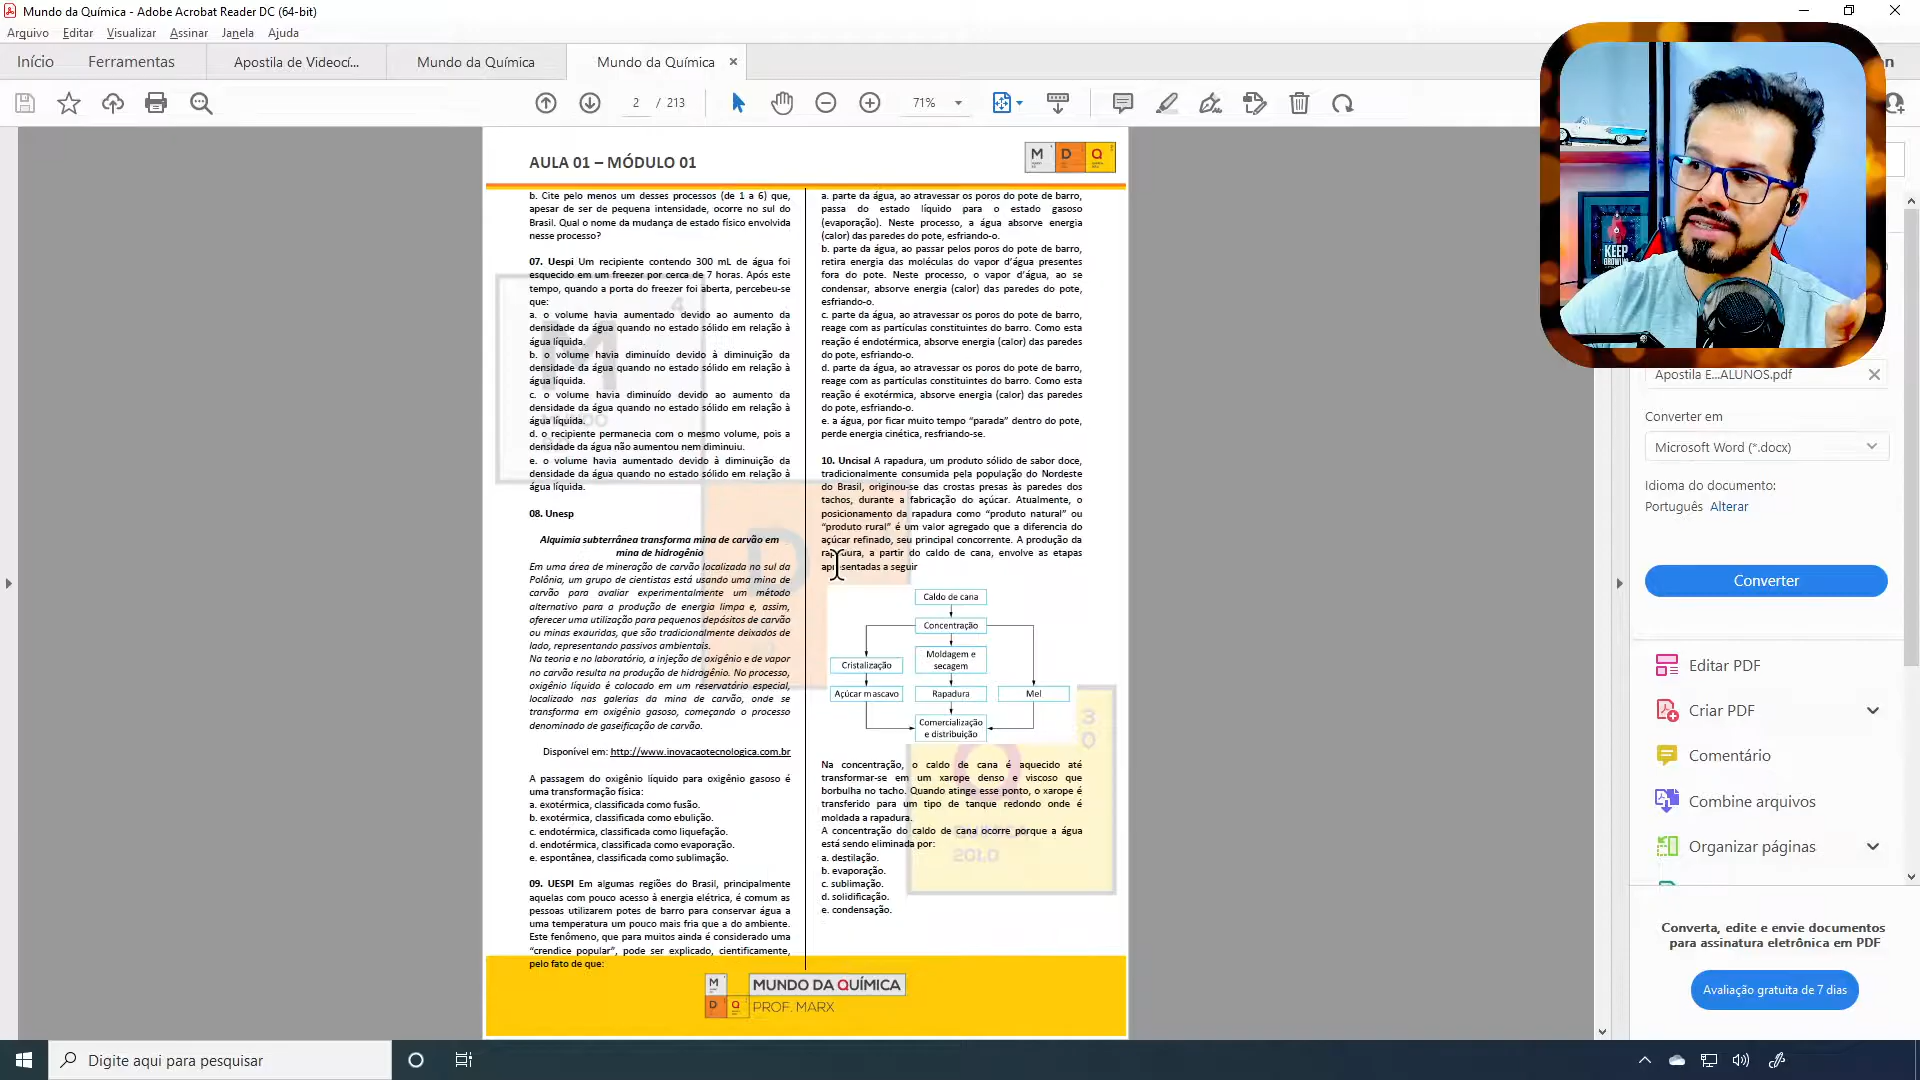 Mundo da Química - Adobe Acrobat Reader DC (64-bit)
Arquivo Editar Visualizar Assinar Janela Ajuda
Início Ferramentas Apostila de Videocí... Mundo da Química Mundo da Química
2 / 213 71%
AULA 01 – MÓDULO 01
M D Q
b. Cite pelo menos um desses processos (de 1 a 6) que,
apesar de ser de pequena intensidade, ocorre no sul do
Brasil. Qual o nome da mudança de estado físico envolvida
nesse processo?
07. Uespi Um recipiente contendo 300 mL de água foi
esquecido em um freezer por cerca de 7 horas. Após este
tempo, quando a porta do freezer foi aberta, percebeu-se
que:
a. o volume havia aumentado devido ao aumento da
densidade da água quando no estado sólido em relação à
água líquida.
b. o volume havia diminuído devido à diminuição da
densidade da água quando no estado sólido em relação à
água líquida.
c. o volume havia diminuído devido ao aumento da
densidade da água quando no estado sólido em relação à
água líquida.
d. o recipiente permanecia com o mesmo volume, pois a
densidade da água não aumentou nem diminuiu.
e. o volume havia aumentado devido à diminuição da
densidade da água quando no estado sólido em relação à
água líquida.
08. Unesp
Alquimia subterrânea transforma mina de carvão em
mina de hidrogênio
Em uma área de mineração de carvão localizada no sul da
Polônia, um grupo de cientistas está usando uma mina de
carvão para avaliar experimentalmente um método
alternativo para a produção de energia limpa e, assim,
oferecer uma utilização para pequenos depósitos de carvão
ou minas exauridas, que são tradicionalmente deixados de
lado, representando passivos ambientais.
Na teoria e no laboratório, a injeção de oxigênio e de vapor
no carvão resulta na produção de hidrogênio. No processo,
oxigênio líquido é colocado em um reservatório especial,
localizado nas galerias da mina de carvão, onde se
transforma em oxigênio gasoso, começando o processo
denominado de gaseificação de carvão.
Disponível em: http://www.inovacaotecnologica.com.br
A passagem do oxigênio líquido para oxigênio gasoso é
uma transformação física:
a. exotérmica, classificada como fusão.
b. exotérmica, classificada como ebulição.
c. endotérmica, classificada como liquefação.
d. endotérmica, classificada como evaporação.
e. espontânea, classificada como sublimação.
09. UESPI Em algumas regiões do Brasil, principalmente
aquelas com pouco acesso à energia elétrica, é comum as
pessoas utilizarem potes de barro para conservar água a
uma temperatura um pouco mais fria que a do ambiente.
Este fenômeno, que para muitos ainda é considerado uma
“crendice popular”, pode ser explicado, cientificamente,
pelo fato de que:
a. parte da água, ao atravessar os poros do pote de barro,
passa do estado líquido para o estado gasoso
(evaporação). Neste processo, a água absorve energia
(calor) das paredes do pote, esfriando-o.
b. parte da água, ao passar pelos poros do pote de barro,
retira energia das moléculas do vapor d’água presentes
fora do pote. Neste processo, o vapor d’água, ao se
condensar, absorve energia (calor) das paredes do pote,
esfriando-o.
c. parte da água, ao atravessar os poros do pote de barro,
reage com as partículas constituintes do barro. Como esta
reação é endotérmica, absorve energia (calor) das paredes
do pote, esfriando-o.
d. parte da água, ao atravessar os poros do pote de barro,
reage com as partículas constituintes do barro. Como esta
reação é exotérmica, absorve energia (calor) das paredes
do pote, esfriando-o.
e. a água, por ficar muito tempo “parada” dentro do pote,
perde energia cinética, resfriando-se.
10. Uncisal A rapadura, um produto sólido de sabor doce,
tradicionalmente consumida pela população do Nordeste
do Brasil, originou-se das crostas presas às paredes dos
tachos, durante a fabricação do açúcar. Atualmente, o
posicionamento da rapadura como “produto natural” ou
“produto rural” é um valor agregado que a diferencia do
açúcar refinado, seu principal concorrente. A produção da
rapadura, a partir do caldo de cana, envolve as etapas
apresentadas a seguir
Caldo de cana
Concentração
Cristalização
Moldagem e
secagem
Açúcar mascavo Rapadura Mel
Comercialização
e distribuição
Na concentração, o caldo de cana é aquecido até
transformar-se em um xarope denso e viscoso que
borbulha no tacho. Quando atinge esse ponto, o xarope é
transferido para um tipo de tanque redondo onde é
moldada a rapadura.
A concentração do caldo de cana ocorre porque a água
está sendo eliminada por:
a. destilação.
b. evaporação.
c. sublimação.
d. solidificação.
e. condensação.
M
D Q
MUNDO DA QUÍMICA
PROF. MARX
KEEP
GROWING
Apostila E...ALUNOS.pdf
Converter em
Microsoft Word (*.docx)
Idioma do documento:
Português Alterar
Converter
Editar PDF
Criar PDF
Comentário
Combine arquivos
Organizar páginas
Converta, edite e envie documentos
para assinatura eletrônica em PDF
Avaliação gratuita de 7 dias
Digite aqui para pesquisar